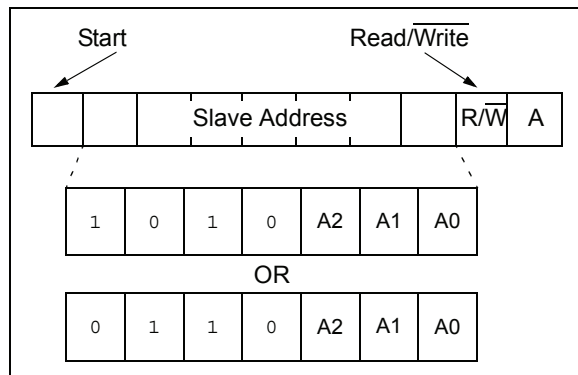 Start Read/Write
Slave Address R/W A
1 0 1 0 A2 A1 A0
OR
0 1 1 0 A2 A1 A0